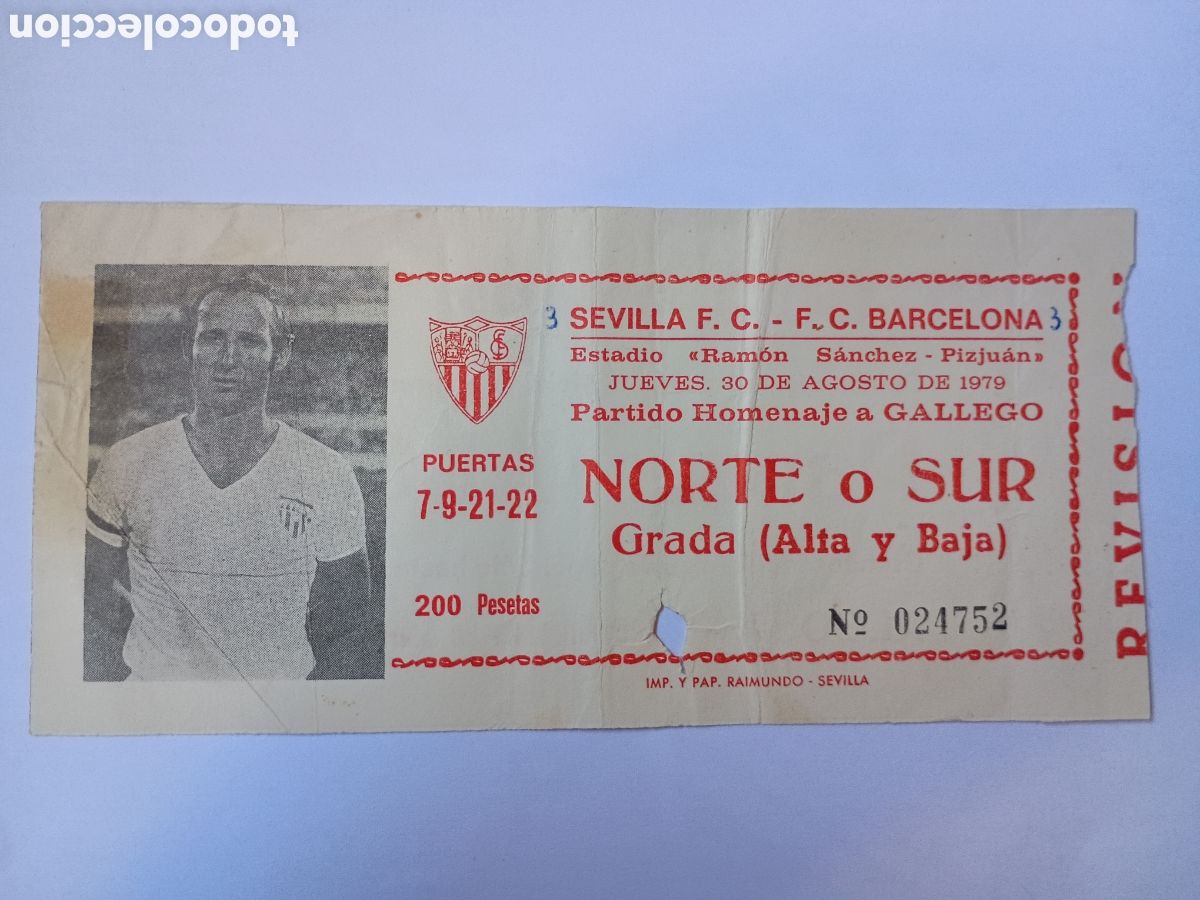 todocoleccion
3 SEVILLA F. C. - F. C. BARCELONA 3
Estadio «Ramón Sánchez - Pizjuán»
JUEVES. 30 DE AGOSTO DE 1979
Partido Homenaje a GALLEGO
PUERTAS
7-9-21-22
NORTE o SUR
Grada (Alta y Baja)
200 Pesetas
Nº 024752
IMP. Y PAP. RAIMUNDO - SEVILLA
REVISION